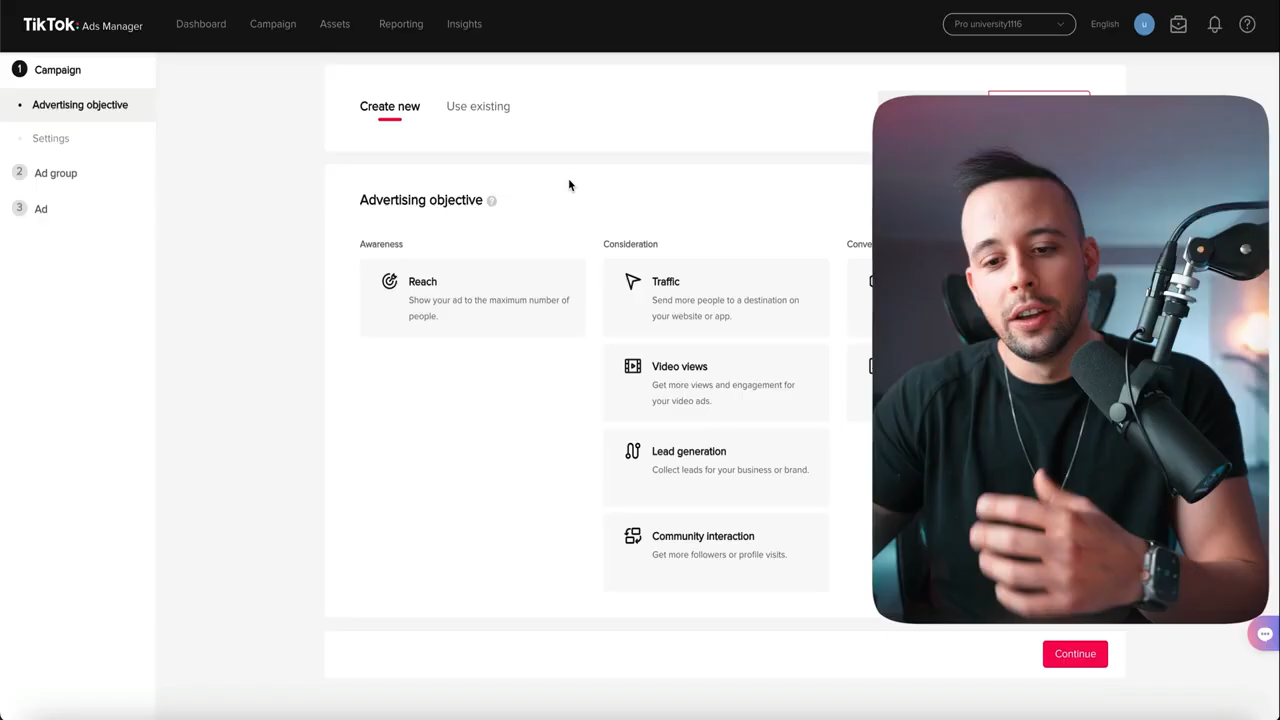 TikTok: Ads Manager
Dashboard
Campaign
Assets
Reporting
Insights
Pro university1116
English
u
1 Campaign
Advertising objective
Settings
2 Ad group
3 Ad
Create new
Use existing
Advertising objective ?
Awareness
Reach
Show your ad to the maximum number of
people.
Consideration
Traffic
Send more people to a destination on
your website or app.
Video views
Get more views and engagement for
your video ads.
Lead generation
Collect leads for your business or brand.
Community interaction
Get more followers or profile visits.
Conve
Continue